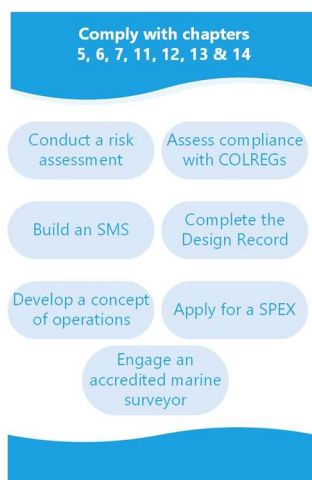 Comply with chapters
5, 6, 7, 11, 12, 13 & 14
Conduct a risk
assessment
Assess compliance
with COLREGs
Build an SMS
Complete the
Design Record
Develop a concept
of operations
Apply for a SPEX
Engage an
accredited marine
surveyor